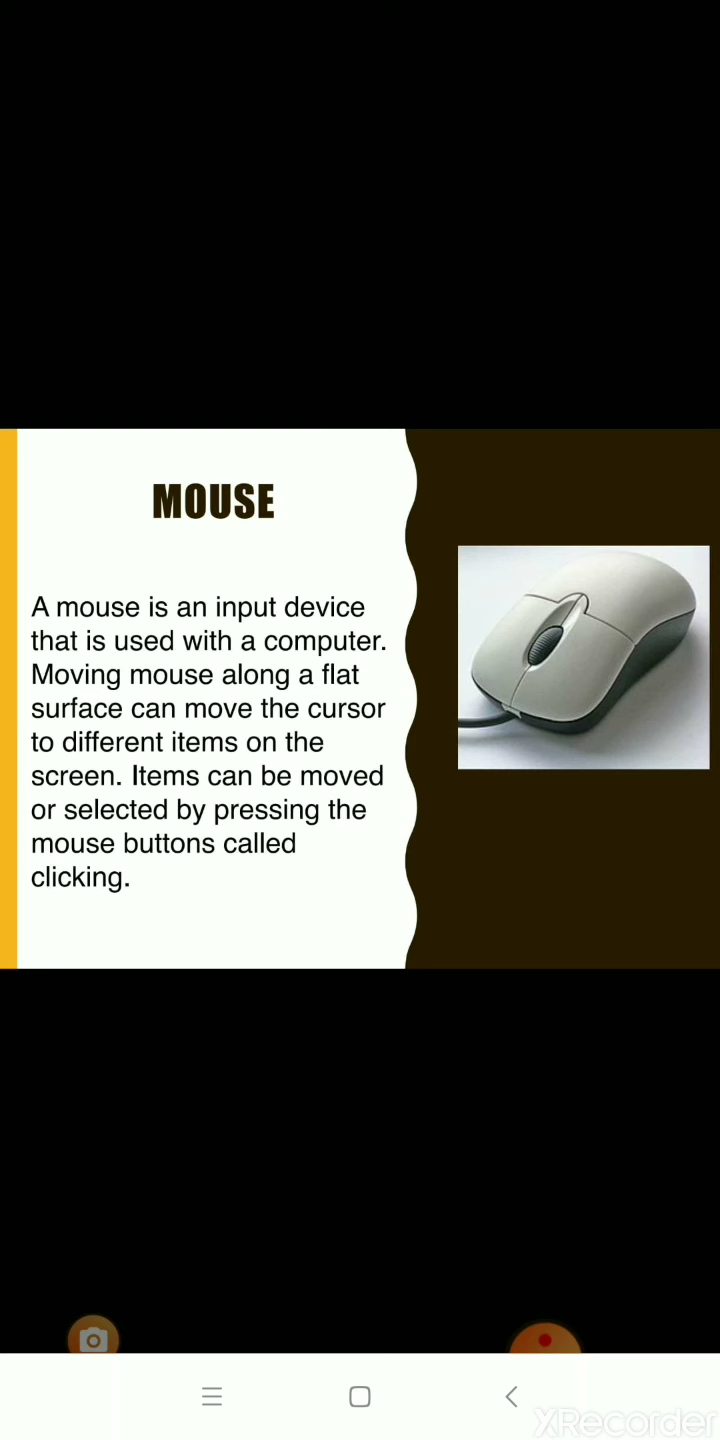 MOUSE
A mouse is an input device
that is used with a computer.
Moving mouse along a flat
surface can move the cursor
to different items on the
screen. Items can be moved
or selected by pressing the
mouse buttons called
clicking.
XRecorder